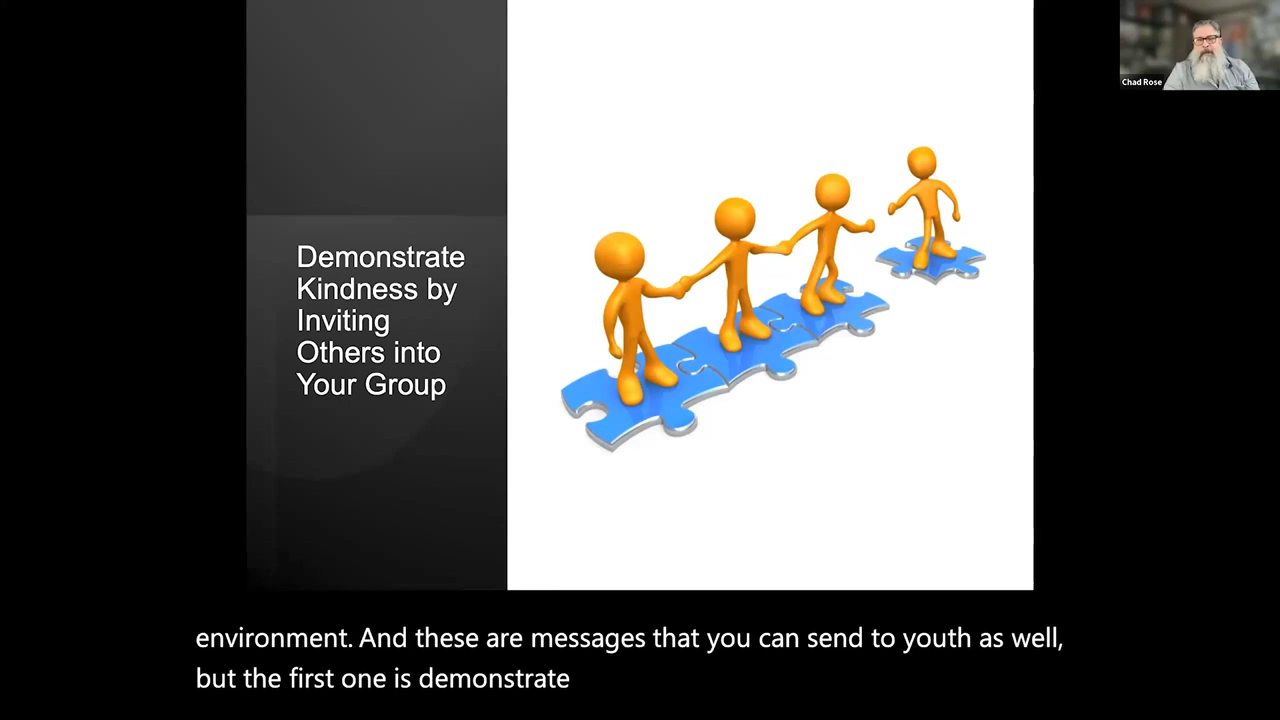 Chad Rose
Demonstrate
Kindness by
Inviting
Others into
Your Group
environment. And these are messages that you can send to youth as well,
but the first one is demonstrate